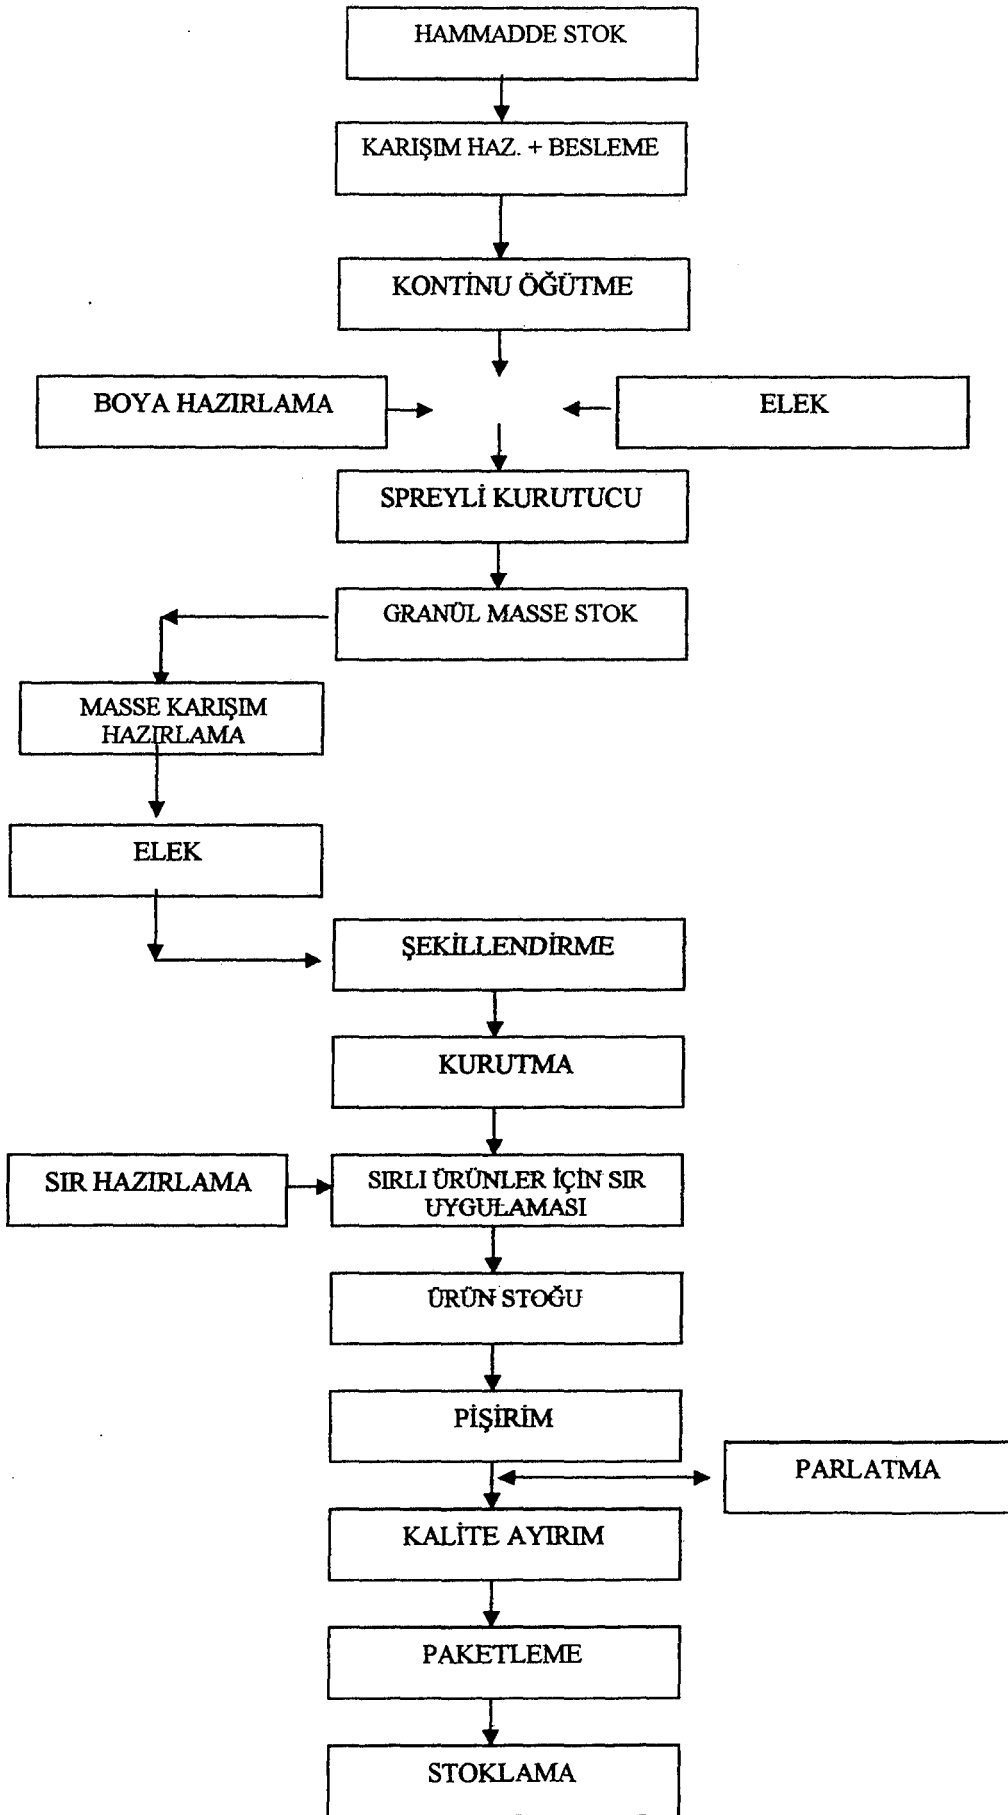 HAMMADDE STOK
KARIŞIM HAZ. + BESLEME
KONTİNU ÖĞÜTME
BOYA HAZIRLAMA
ELEK
SPREYLİ KURUTUCU
GRANÜL MASSE STOK
MASSE KARIŞIM
HAZIRLAMA
ELEK
ŞEKİLLENDİRME
KURUTMA
SIR HAZIRLAMA
SIRLI ÜRÜNLER İÇİN SIR
UYGULAMASI
ÜRÜN STOĞU
PİŞİRİM
PARLATMA
KALİTE AYIRIM
PAKETLEME
STOKLAMA